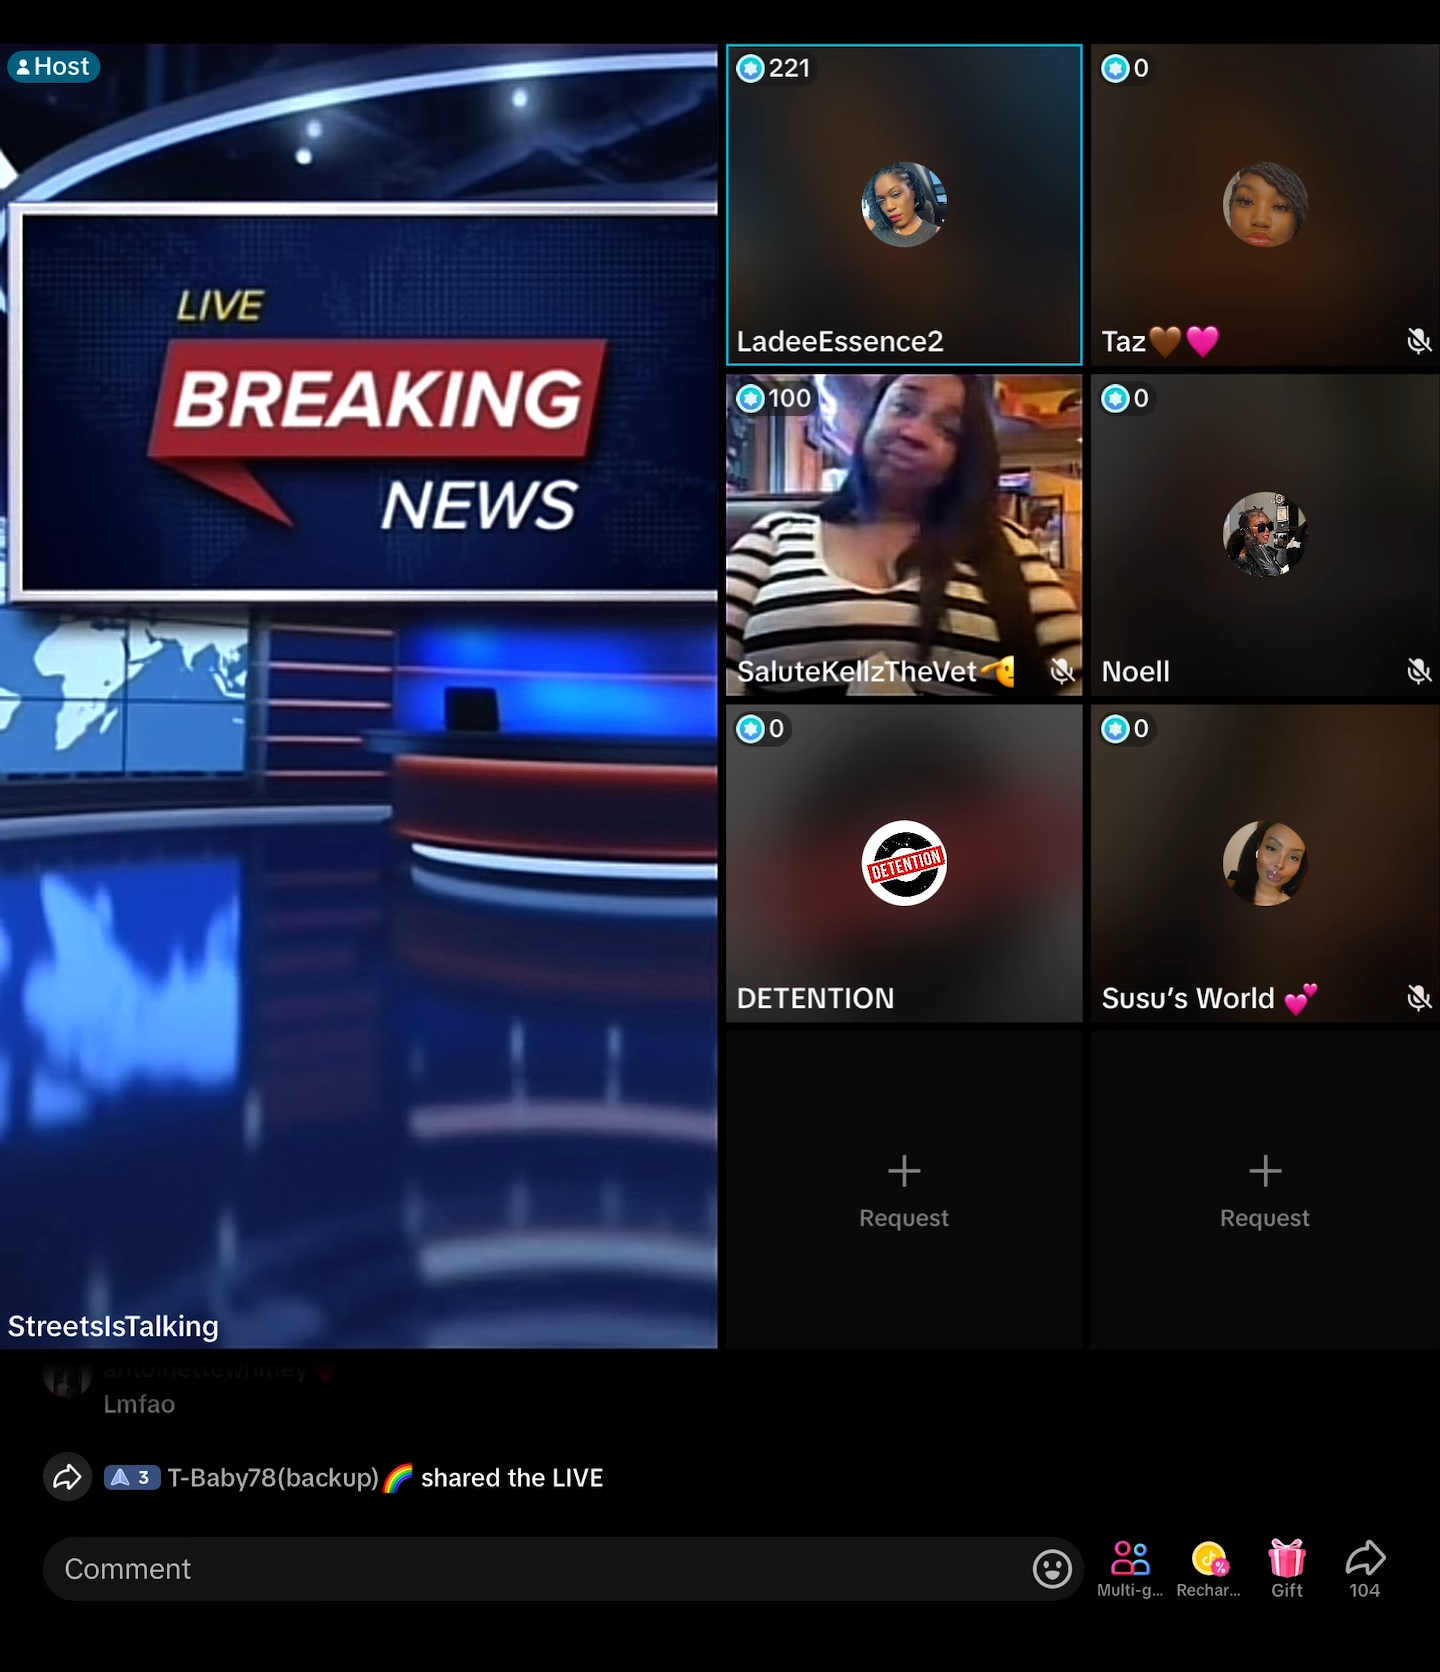 Host
LIVE
BREAKING
NEWS
StreetsIsTalking
221
LadeeEssence2
0
Taz🤎🩷
100
SaluteKellzTheVet
0
Noell
0
DETENTION
DETENTION
0
Susu's World 💕
Request
Request
antoinettewhitley
Lmfao
3 T-Baby78(backup)🌈 shared the LIVE
Comment
Multi-g...
Rechar...
Gift
104